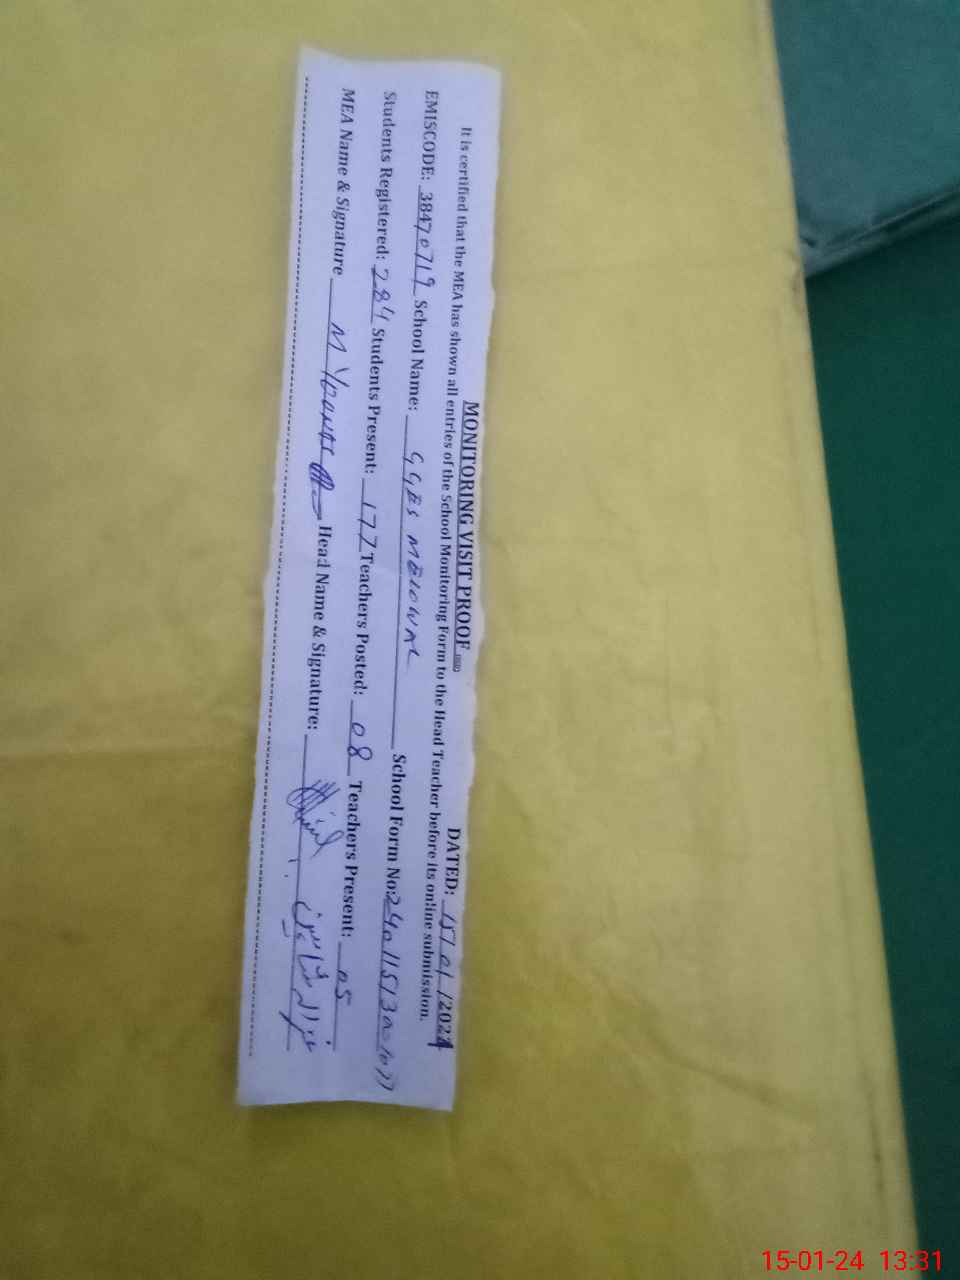 MONITORING VISIT PROOF
DATED: 15/01/2024
It is certified that the MEA has shown all entries of the School Monitoring Form to the Head Teacher before its online submission.
EMISCODE: 38470719 School Name: GGES MELOWAL School Form No:
Students Registered: 284 Students Present: 177 Teachers Posted: 08 Teachers Present: 05
MEA Name & Signature M Head Name & Signature:
15-01-24 13:31